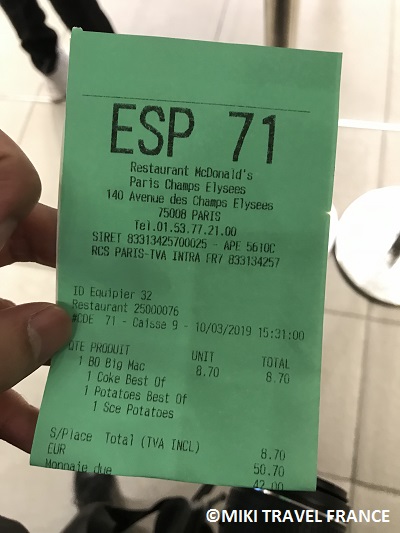 ESP 71
Restaurant McDonald's
Paris Champs Elysees
140 Avenue des Champs Elysees
75008 PARIS
Tel.01.53.77.21.00
SIRET 83313425700025 - APE 5610C
RCS PARIS-TVA INTRA FR7 833134257
ID Equipier 32
Restaurant 25000076
#CDE 71 - Caisse 9 - 10/03/2019 15:31:00
QTE PRODUIT UNIT TOTAL
1 BO Big Mac 8.70 8.70
1 Coke Best Of
1 Potatoes Best Of
1 Sce Potatoes
S/Place Total (TVA INCL) 8.70
EUR 50.70
Monnaie due 42.00
©MIKI TRAVEL FRANCE